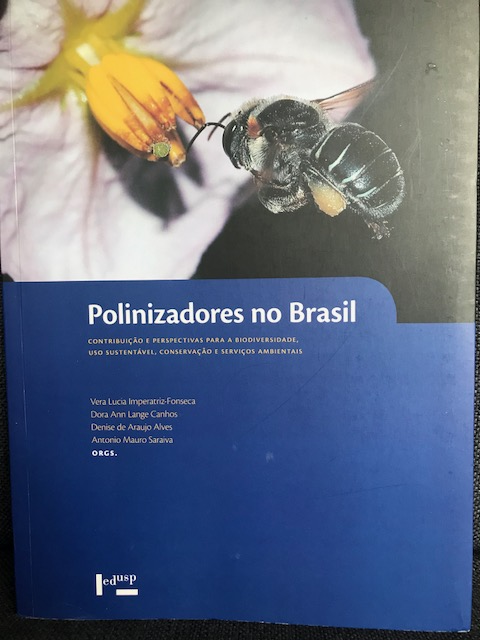 Polinizadores no Brasil
CONTRIBUIÇÃO E PERSPECTIVAS PARA A BIODIVERSIDADE,
USO SUSTENTÁVEL, CONSERVAÇÃO E SERVIÇOS AMBIENTAIS
Vera Lucia Imperatriz-Fonseca
Dora Ann Lange Canhos
Denise de Araujo Alves
Antonio Mauro Saraiva
ORGS.
edusp